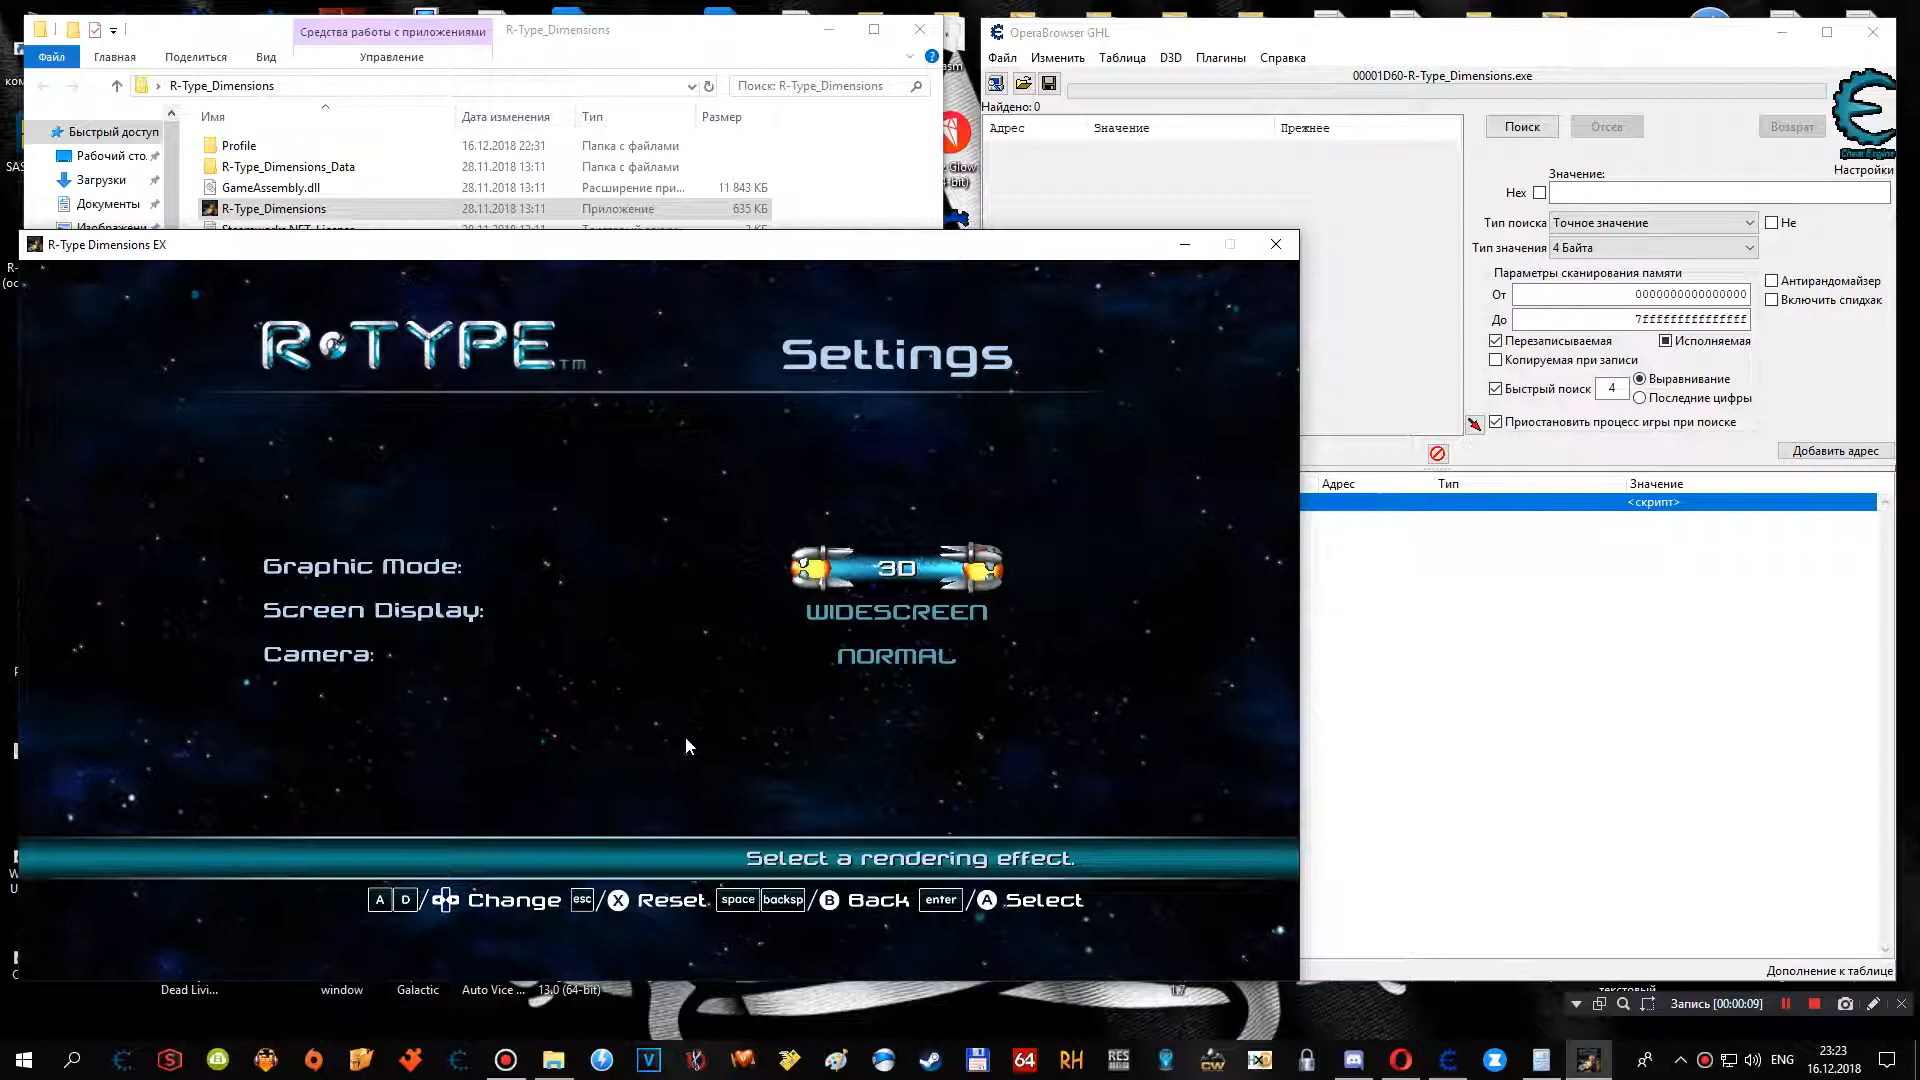 Средства работы с приложениями
R-Type_Dimensions
Файл
Главная
Поделиться
Вид
Управление
R-Type_Dimensions
Поиск: R-Type_Dimensions
Имя
Дата изменения
Тип
Размер
Быстрый доступ
Рабочий сто.
Загрузки
Документы
Profile
16.12.2018 22:31
Папка с файлами
R-Type_Dimensions_Data
28.11.2018 13:11
Папка с файлами
GameAssembly.dll
28.11.2018 13:11
Расширение при...
11 843 КБ
R-Type_Dimensions
28.11.2018 13:11
Приложение
635 КБ
OperaBrowser GHL
Файл
Изменить
Таблица
D3D
Плагины
Справка
00001D60-R-Type_Dimensions.exe
Найдено: 0
Адрес
Значение
Прежнее
Поиск
Отсев
Возврат
Cheat Engine
Настройки
Значение:
Hex
Тип поиска
Точное значение
Не
Тип значения
4 Байта
Параметры сканирования памяти
От
0000000000000000
До
7fffffffffffffff
Антирандомайзер
Включить спидхак
Перезаписываемая
Исполняемая
Копируемая при записи
Быстрый поиск
4
Выравнивание
Последние цифры
Приостановить процесс игры при поиске
Добавить адрес
Адрес
Тип
Значение
<скрипт>
Дополнение к таблице
R-Type Dimensions EX
R-TYPE TM
Settings
Graphic Mode:
3D
Screen Display:
WIDESCREEN
Camera:
NORMAL
Select a rendering effect.
A D / Change esc / X Reset space backsp / B Back enter / A Select
Dead Livi...
window
Galactic
Auto Vice ...
13.0 (64-bit)
Запись [00:00:09]
64
RH
RES
CW
ENG
23:23
16.12.2018